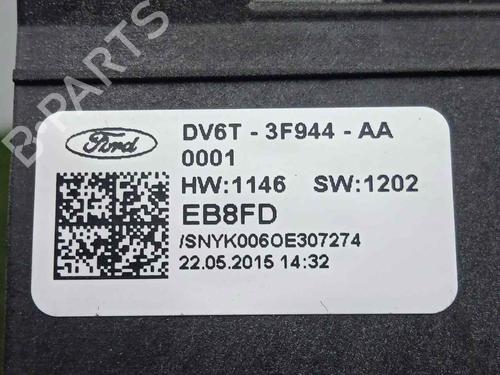 B-PARTS
Ford
DV6T - 3F944 - AA
0001
HW:1146 SW:1202
EB8FD
/SNYK006OE307274
22.05.2015 14:32